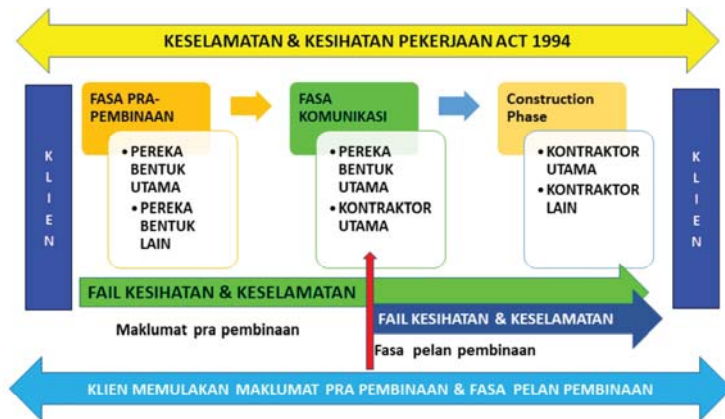 KESELAMATAN & KESIHATAN PEKERJAAN ACT 1994
KLIEN
FASA PRA-
PEMBINAAN
• PEREKA
BENTUK
UTAMA
• PEREKA
BENTUK
LAIN
FASA
KOMUNIKASI
• PEREKA
BENTUK
UTAMA
• KONTRAKTOR
UTAMA
Construction
Phase
• KONTRAKTOR
UTAMA
• KONTRAKTOR
LAIN
KLIEN
FAIL KESIHATAN & KESELAMATAN
Maklumat pra pembinaan
FAIL KESIHATAN & KESELAMATAN
Fasa pelan pembinaan
KLIEN MEMULAKAN MAKLUMAT PRA PEMBINAAN & FASA PELAN PEMBINAAN